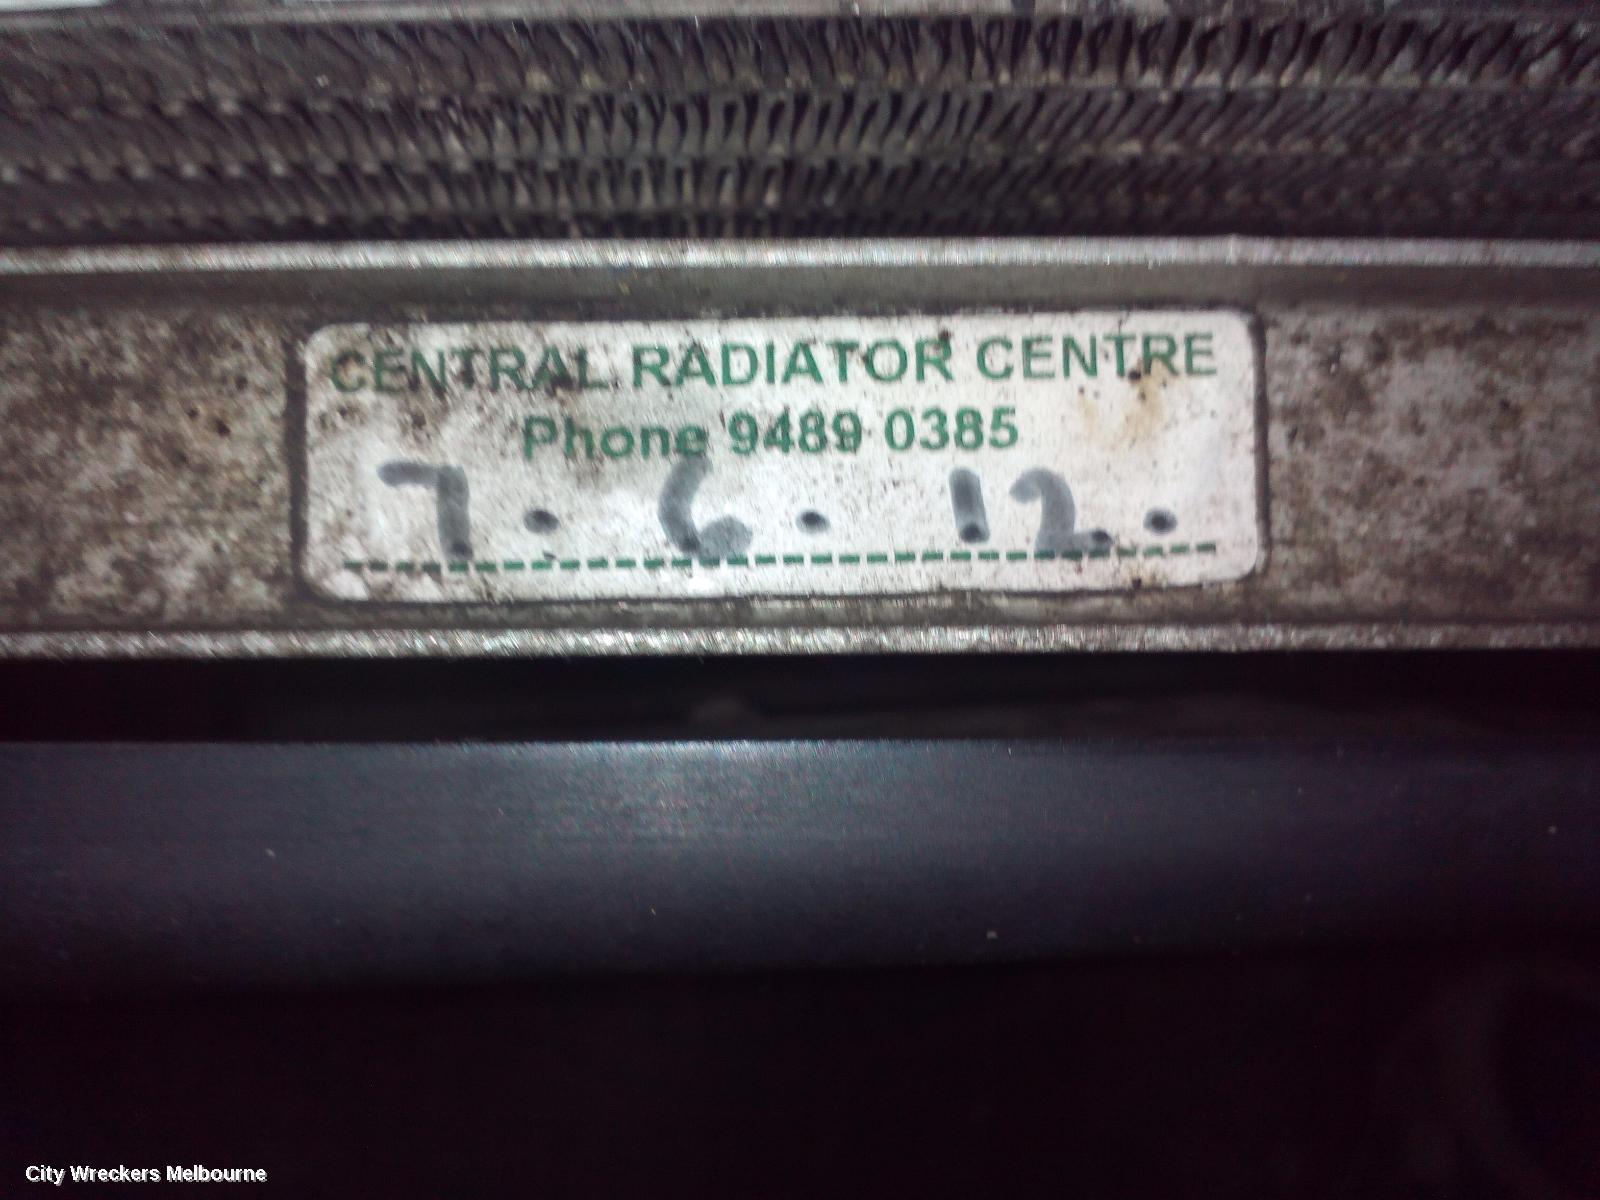 CENTRAL RADIATOR CENTRE
Phone 9489 0385
7. 6. 12.
City Wreckers Melbourne